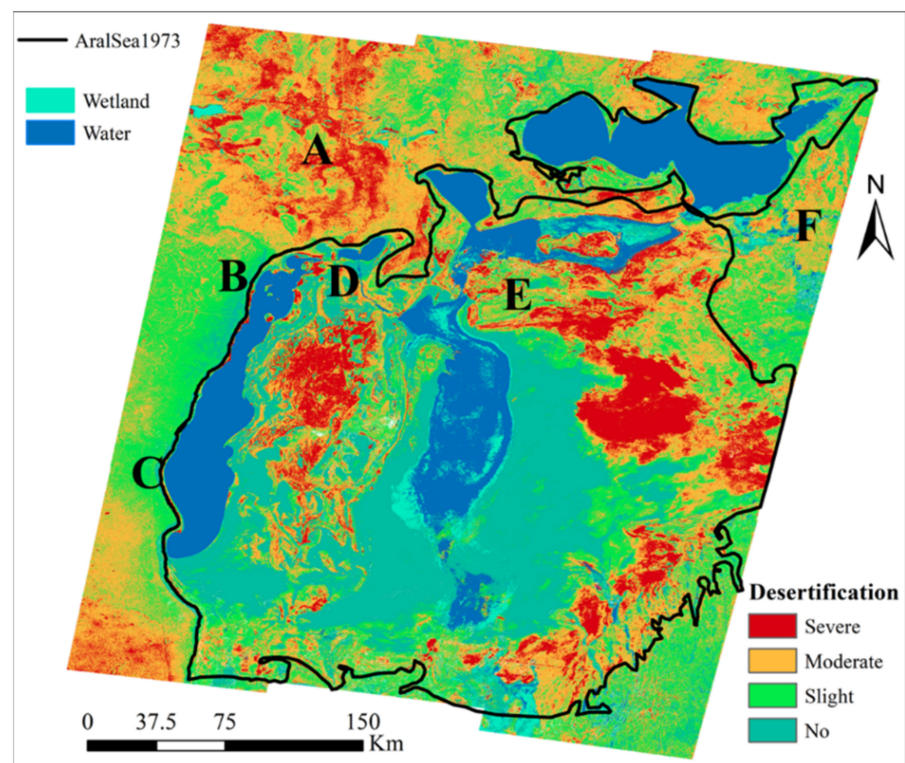 AralSea1973
Wetland
Water
A
N
F
B
D
E
C
Desertification
Severe
Moderate
Slight
No
0 37.5 75 150
Km